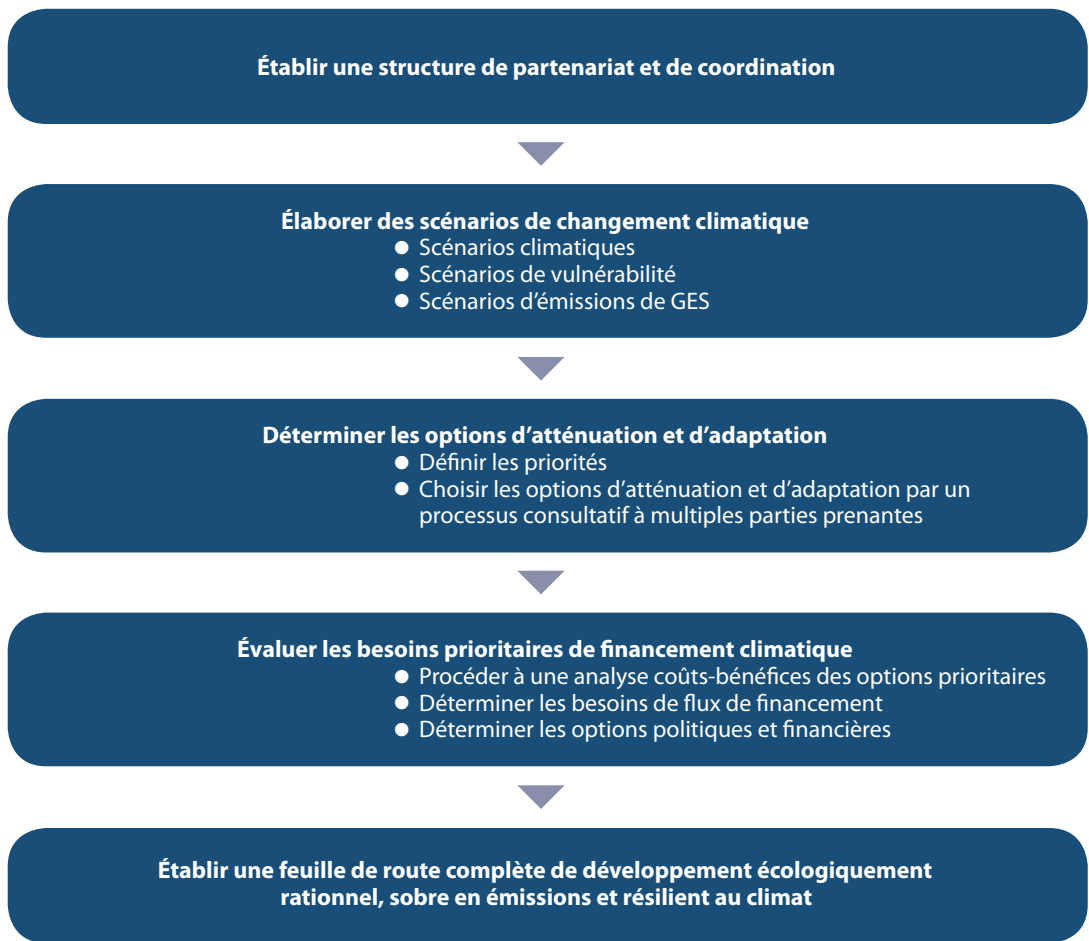 Établir une structure de partenariat et de coordination
Élaborer des scénarios de changement climatique
● Scénarios climatiques
● Scénarios de vulnérabilité
● Scénarios d'émissions de GES
Déterminer les options d’atténuation et d’adaptation
● Définir les priorités
● Choisir les options d’atténuation et d’adaptation par un
processus consultatif à multiples parties prenantes
Évaluer les besoins prioritaires de financement climatique
● Procéder à une analyse coûts-bénéfices des options prioritaires
● Déterminer les besoins de flux de financement
● Déterminer les options politiques et financières
Établir une feuille de route complète de développement écologiquement
rationnel, sobre en émissions et résilient au climat